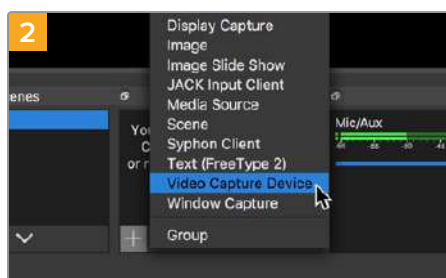 2
Display Capture
Image
Image Slide Show
JACK Input Client
Media Source
Scene
Syphon Client
Text (FreeType 2)
Video Capture Device
Window Capture
Group
enes
Yo
C
or r
Mic/Aux